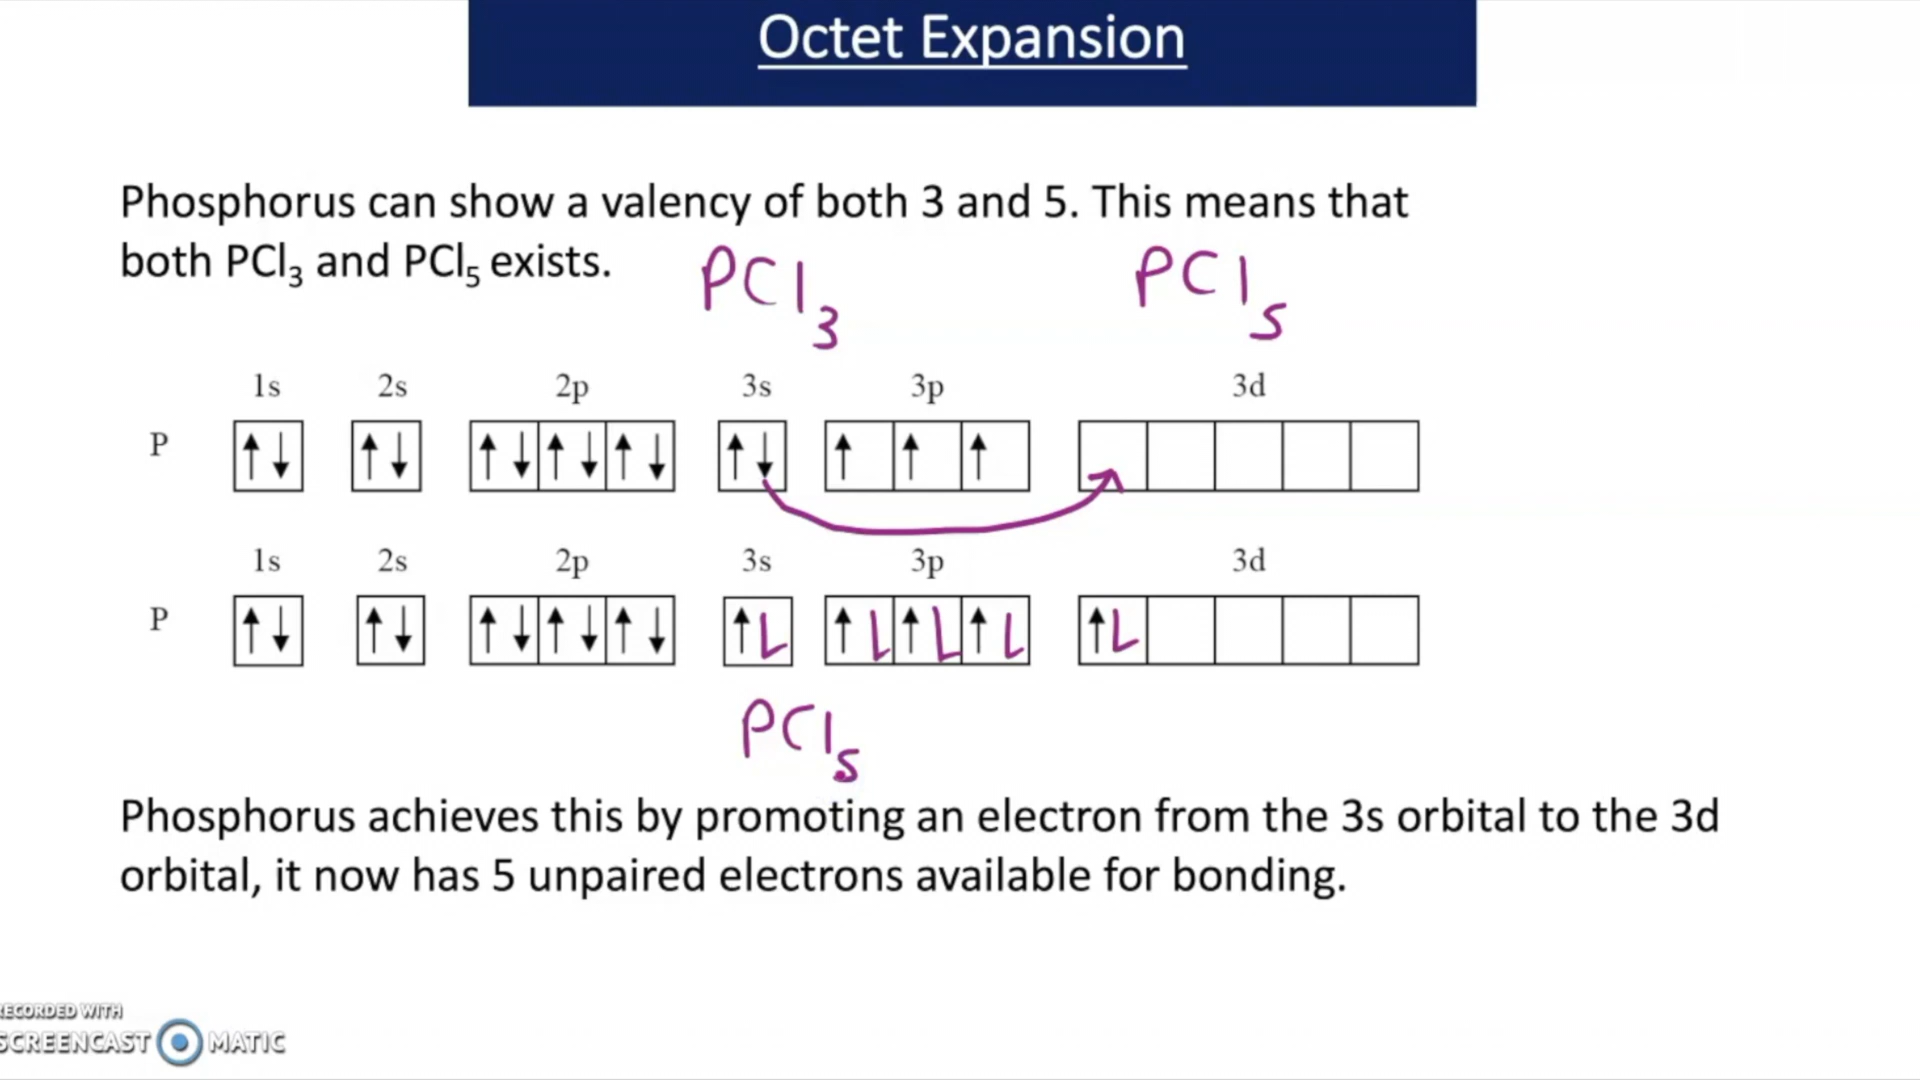 Octet Expansion
Phosphorus can show a valency of both 3 and 5. This means that
both PCl₃ and PCl₅ exists.
PCl₃ PCl₅
1s 2s 2p 3s 3p 3d
P ↑↓ ↑↓ ↑↓ ↑↓ ↑↓ ↑↓ ↑ ↑ ↑
1s 2s 2p 3s 3p 3d
P ↑↓ ↑↓ ↑↓ ↑↓ ↑↓ ↑⇂ ↑⇂ ↑⇂ ↑⇂ ↑⇂
PCl₅
Phosphorus achieves this by promoting an electron from the 3s orbital to the 3d
orbital, it now has 5 unpaired electrons available for bonding.
RECORDED WITH
SCREENCAST MATIC